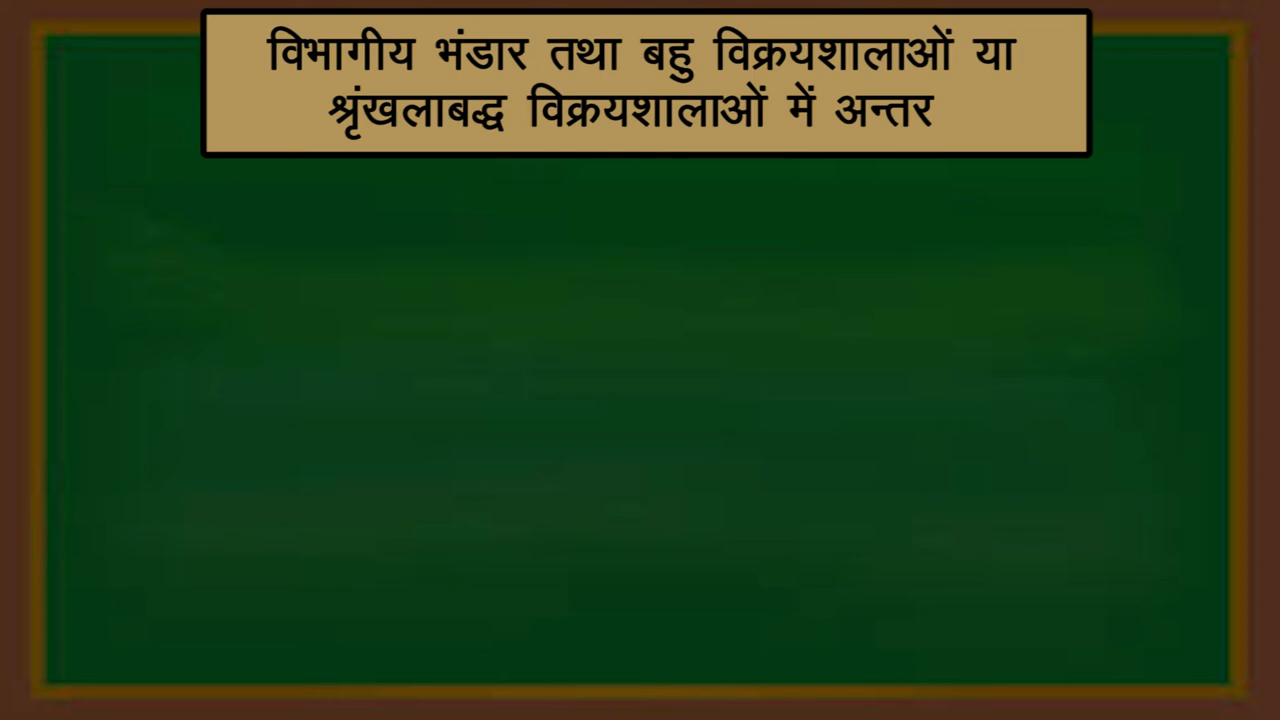 विभागीय भंडार तथा बहु विक्रयशालाओं या
श्रृंखलाबद्ध विक्रयशालाओं में अन्तर